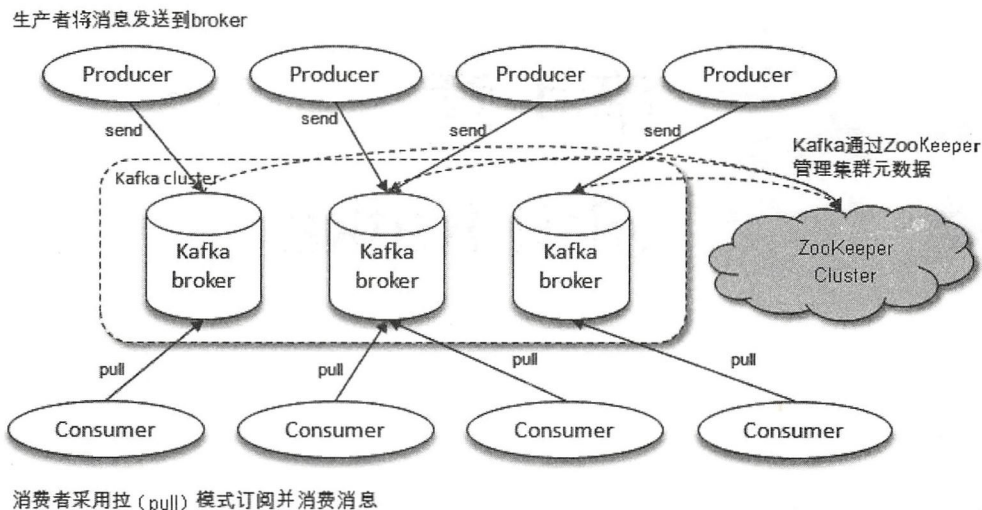 生产者将消息发送到broker
Producer
Producer
Producer
Producer
send
send
send
send
Kafka通过ZooKeeper
管理集群元数据
Kafka cluster
Kafka
broker
Kafka
broker
Kafka
broker
ZooKeeper
Cluster
pull
pull
pull
pull
Consumer
Consumer
Consumer
Consumer
消费者采用拉（pull）模式订阅并消费消息